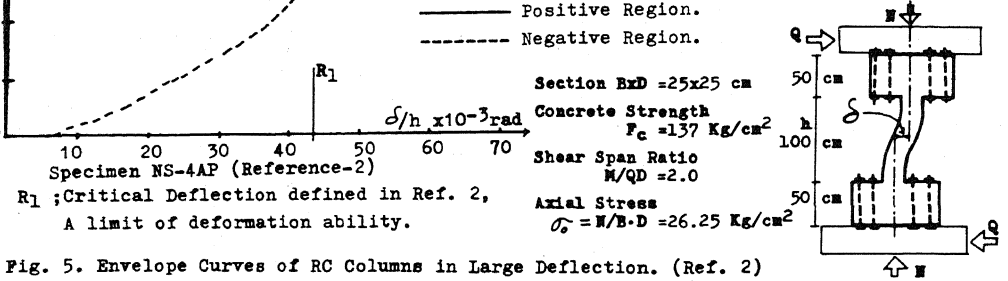 Positive Region.
Negative Region.
R1
δ/h x10-3rad
10 20 30 40 50 60 70
Specimen NS-4AP (Reference-2)
R1 ;Critical Deflection defined in Ref. 2,
A limit of deformation ability.
Section BxD =25x25 cm
Concrete Strength
Fc =137 Kg/cm2
Shear Span Ratio
M/QD =2.0
Axial Stress
σo = N/B·D =26.25 Kg/cm2
N
Q
50 cm
δ
h
100 cm
50 cm
Q
N
Fig. 5. Envelope Curves of RC Columns in Large Deflection. (Ref. 2)